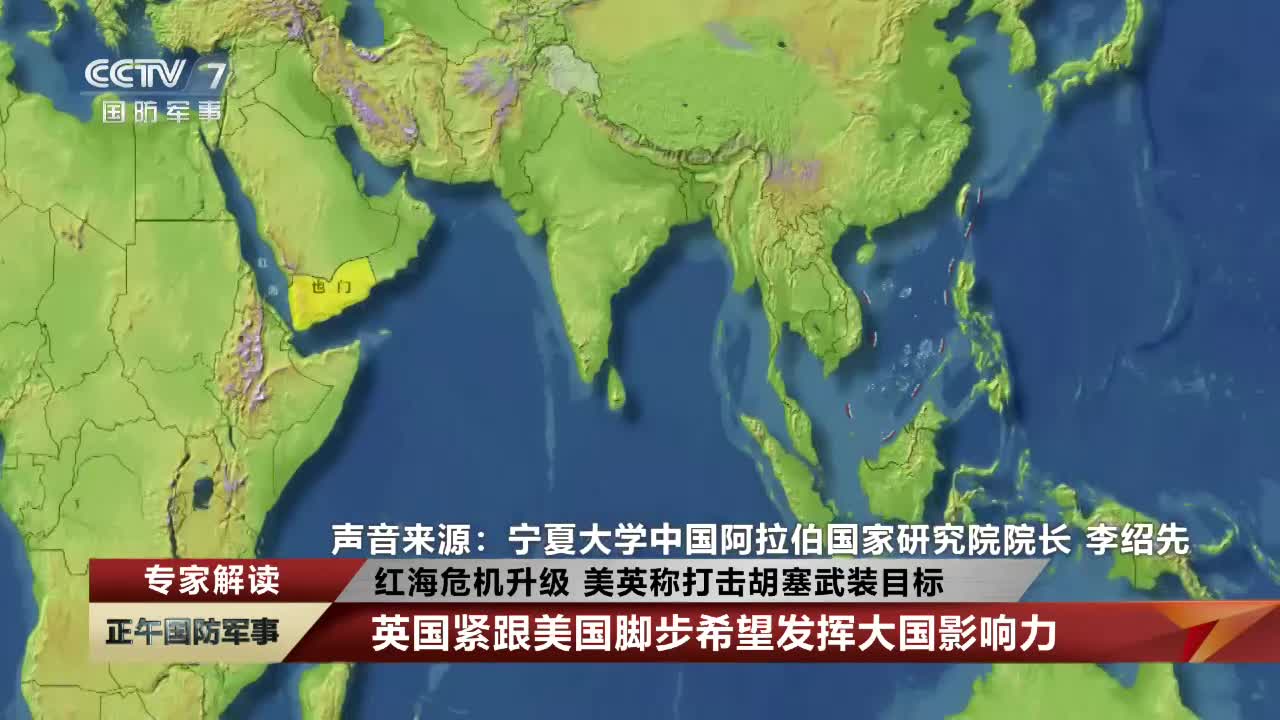 CCTV 7
国防军事
红
海
也门
声音来源：宁夏大学中国阿拉伯国家研究院院长 李绍先
专家解读
红海危机升级 美英称打击胡塞武装目标
正午国防军事
英国紧跟美国脚步希望发挥大国影响力